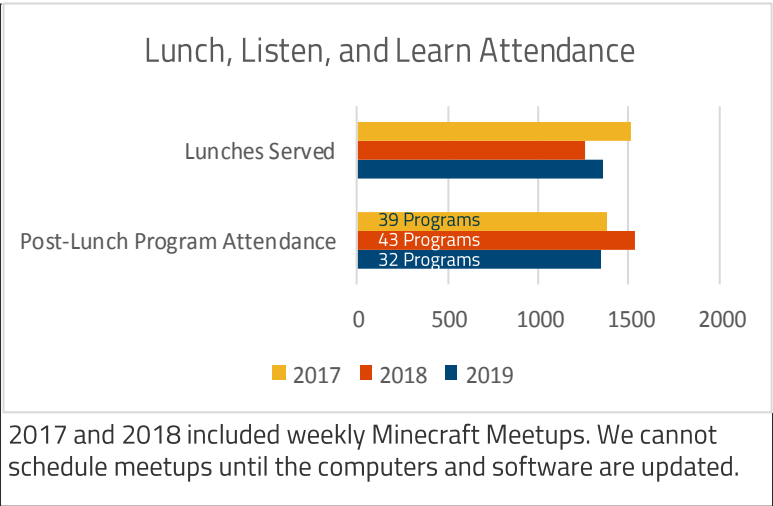 Lunch, Listen, and Learn Attendance
Lunches Served
Post-Lunch Program Attendance
39 Programs
43 Programs
32 Programs
0 500 1000 1500 2000
2017 2018 2019
2017 and 2018 included weekly Minecraft Meetups. We cannot
schedule meetups until the computers and software are updated.